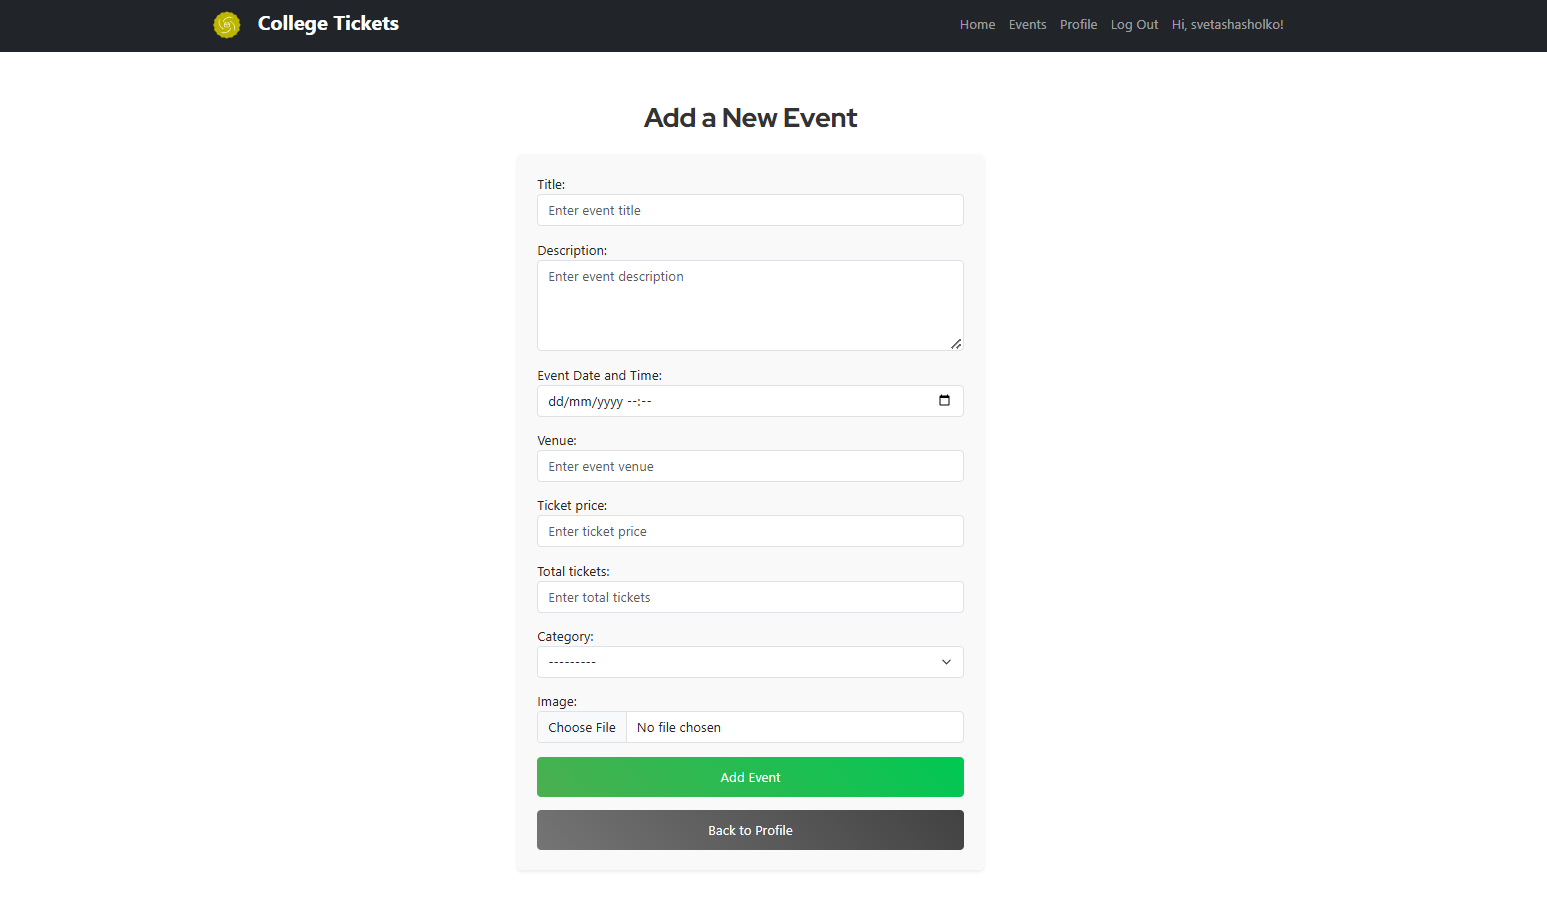 College Tickets
Home Events Profile Log Out Hi, svetashasholko!
Add a New Event
Title:
Enter event title
Description:
Enter event description
Event Date and Time:
dd/mm/yyyy --:--
Venue:
Enter event venue
Ticket price:
Enter ticket price
Total tickets:
Enter total tickets
Category:
---------
Image:
Choose File No file chosen
Add Event
Back to Profile